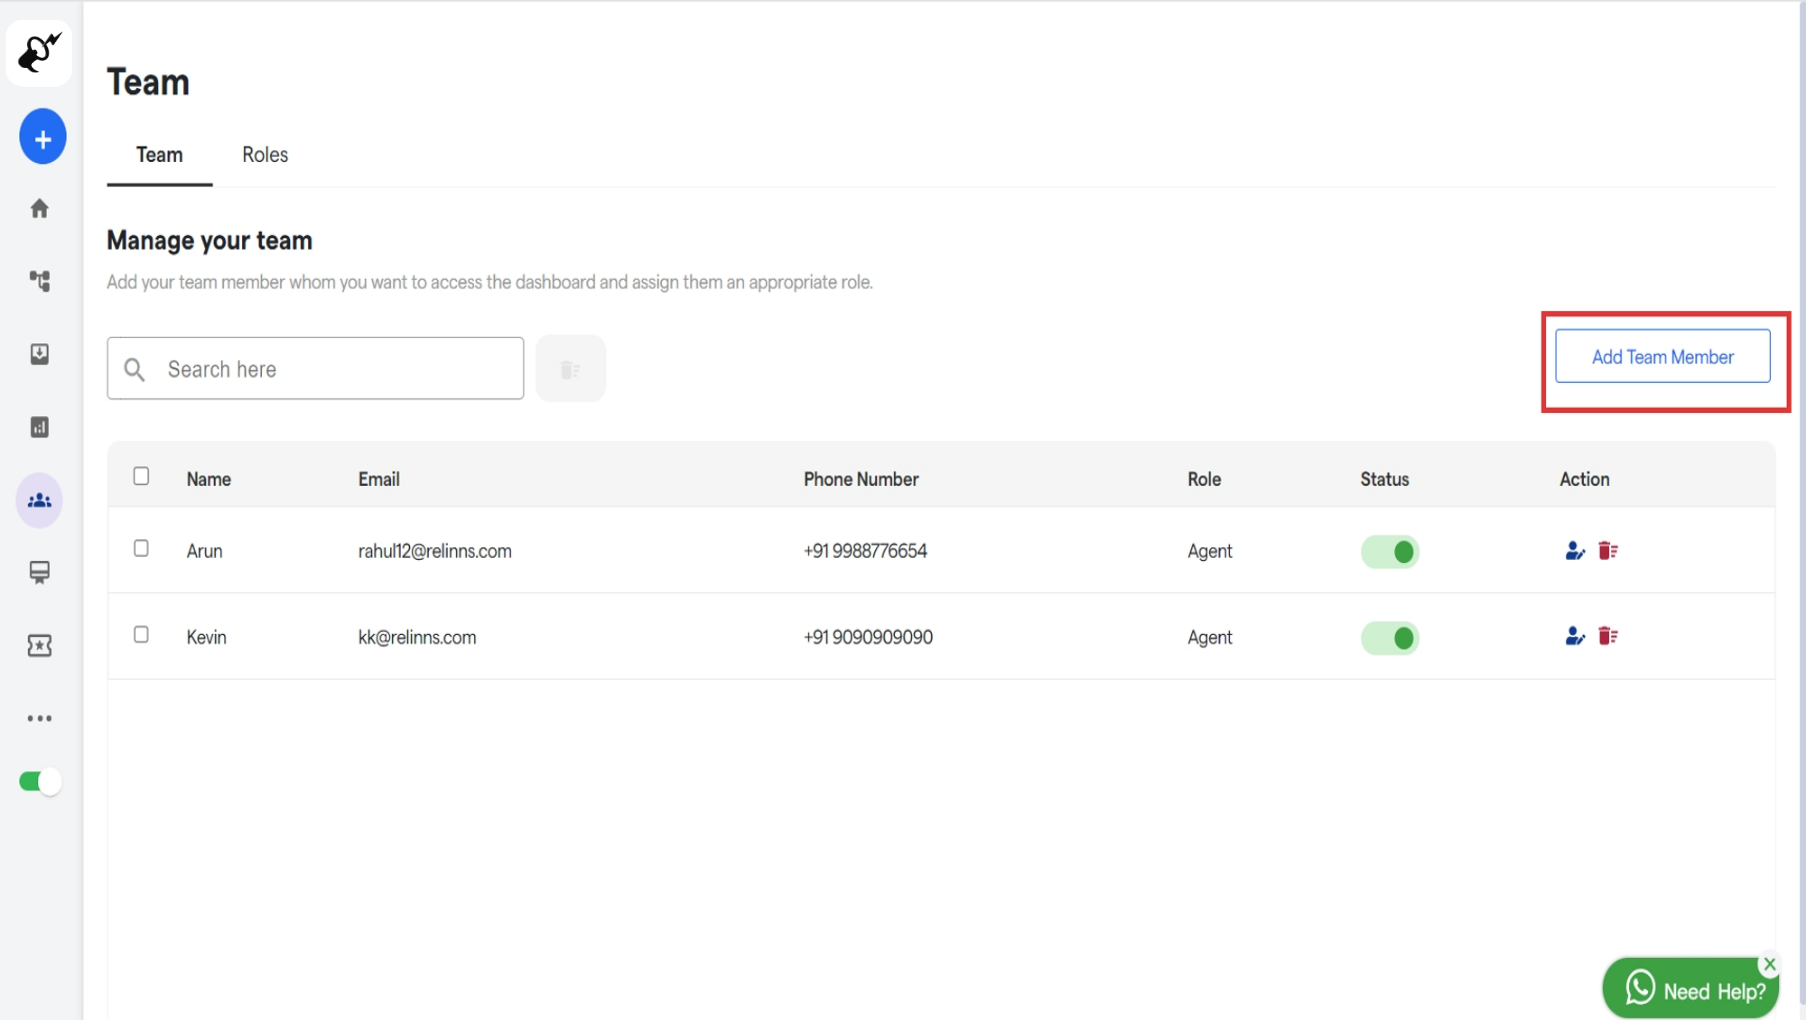 Team
Team Roles
Manage your team
Add your team member whom you want to access the dashboard and assign them an appropriate role.
Search here
Add Team Member
Name Email Phone Number Role Status Action
Arun rahul12@relinns.com +91 9988776654 Agent
Kevin kk@relinns.com +91 9090909090 Agent
X
Need Help?